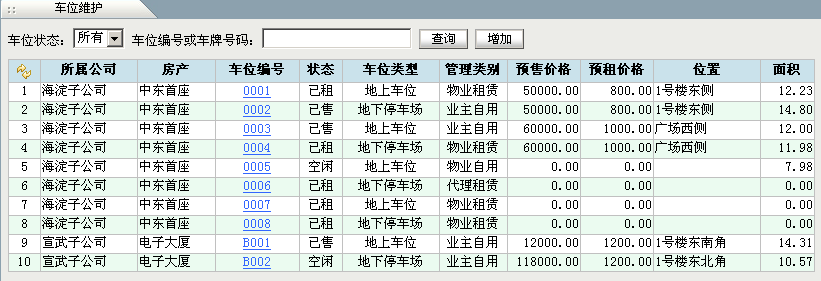 车位维护
车位状态: 所有 车位编号或车牌号码: 查询 增加
所属公司 房产 车位编号 状态 车位类型 管理类别 预售价格 预租价格 位置 面积
1 海淀子公司 中东首座 0001 已租 地上车位 物业租赁 50000.00 800.00 1号楼东侧 12.23
2 海淀子公司 中东首座 0002 已售 地下停车场 业主自用 50000.00 800.00 1号楼东侧 14.80
3 海淀子公司 中东首座 0003 已售 地上车位 业主自用 60000.00 1000.00 广场西侧 12.00
4 海淀子公司 中东首座 0004 已租 地下停车场 物业租赁 60000.00 1000.00 广场西侧 11.98
5 海淀子公司 中东首座 0005 空闲 地上车位 物业自用 0.00 0.00 7.98
6 海淀子公司 中东首座 0006 已租 地下停车场 代理租赁 0.00 0.00 0.00
7 海淀子公司 中东首座 0007 已租 地上车位 物业租赁 0.00 0.00 0.00
8 海淀子公司 中东首座 0008 已租 地下停车场 物业租赁 0.00 0.00 0.00
9 宣武子公司 电子大厦 B001 已售 地上车位 业主自用 12000.00 1200.00 1号楼东南角 14.31
10 宣武子公司 电子大厦 B002 空闲 地下停车场 业主自用 118000.00 1200.00 1号楼东北角 10.57